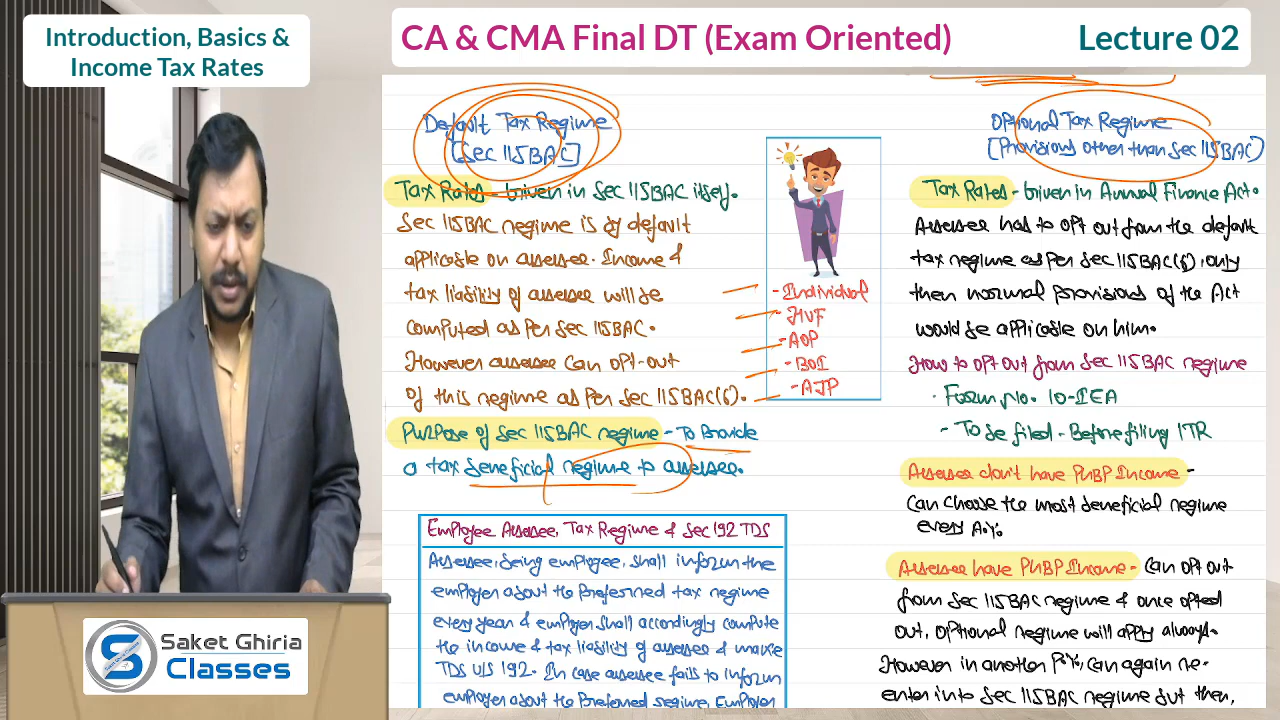 Introduction, Basics &
Income Tax Rates
CA & CMA Final DT (Exam Oriented)
Lecture 02
Default Tax Regime
[Sec 115BAC]
Tax Rates - Given in Sec 115BAC itself.
Sec 115BAC regime is by default
applicable on assessee. Income &
tax liability of assessee will be
computed as per Sec 115BAC.
However assessee can opt-out
of this regime as per Sec 115BAC(6).
Purpose of Sec 115BAC regime - To provide
a tax beneficial regime to assessee.
- Individual
- HUF
- AOP
- BOI
- AJP
Employee Assessee, Tax Regime & Sec 192 TDS
Assessee, being employee, shall inform the
employer about the preferred tax regime
every year & employer shall accordingly compute
the income & tax liability of assessee & make
TDS U/S 192. In case assessee fails to inform
employer about the preferred regime, Employer
Optional Tax Regime
[Provisions other than Sec 115BAC]
Tax Rates - Given in Annual Finance Act.
Assessee has to opt out from the default
tax regime as per Sec 115BAC(6), only
then normal provisions of the Act
would be applicable on him.
How to opt out from Sec 115BAC regime
· Form No. 10-IEA
- To be filed - Before filing ITR
Assessee don't have PGBP Income -
Can choose the most beneficial regime
every A.Y.
Assessee have PGBP Income - Can opt out
from Sec 115BAC regime & once opted
out, optional regime will apply always.
However in another P.Y. can again re-
enter into Sec 115BAC regime but then,
S
Saket Ghiria
Classes